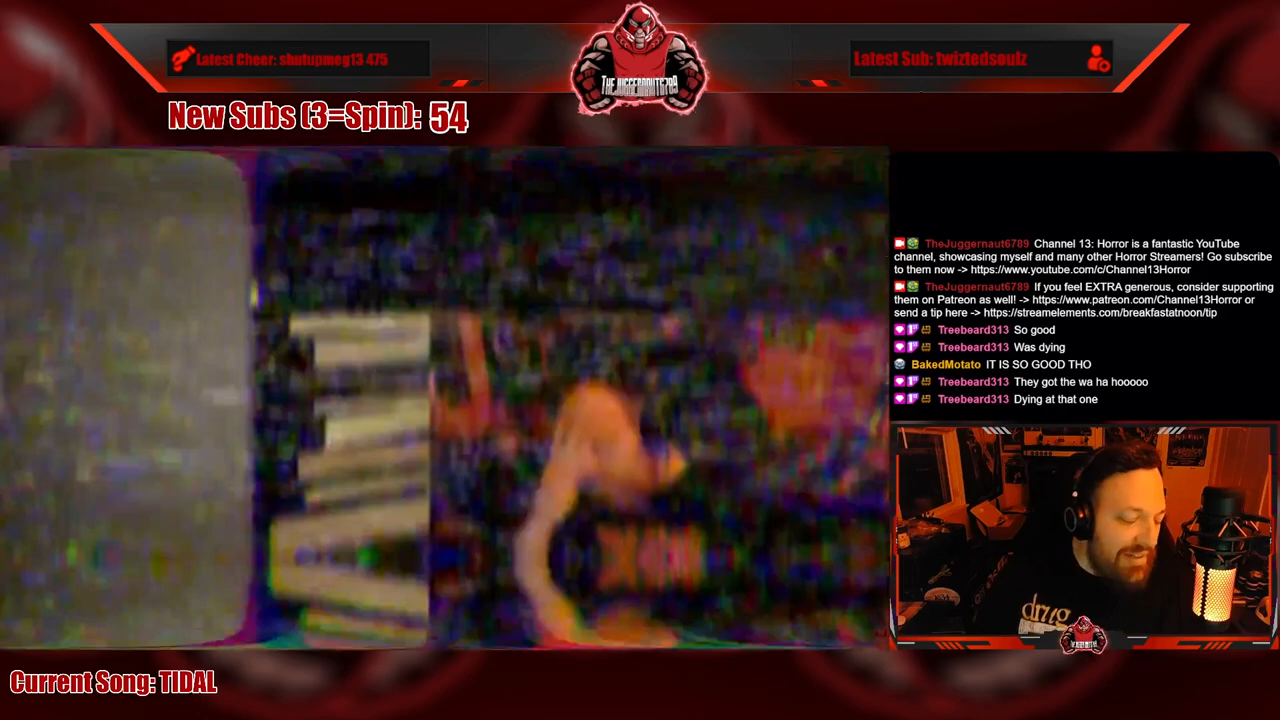 Latest Cheer: shutupmeg13 475
THEJUGGERNAUT6789
Latest Sub: twiztedsoulz
New Subs (3=Spin): 54
TheJuggernaut6789 Channel 13: Horror is a fantastic YouTube
channel, showcasing myself and many other Horror Streamers! Go subscribe
to them now -> https://www.youtube.com/c/Channel13Horror
TheJuggernaut6789 If you feel EXTRA generous, consider supporting
them on Patreon as well! -> https://www.patreon.com/Channel13Horror or
send a tip here -> https://streamelements.com/breakfastatnoon/tip
Treebeard313 So good
Treebeard313 Was dying
BakedMotato IT IS SO GOOD THO
Treebeard313 They got the wa ha hooooo
Treebeard313 Dying at that one
drug
Current Song: TIDAL